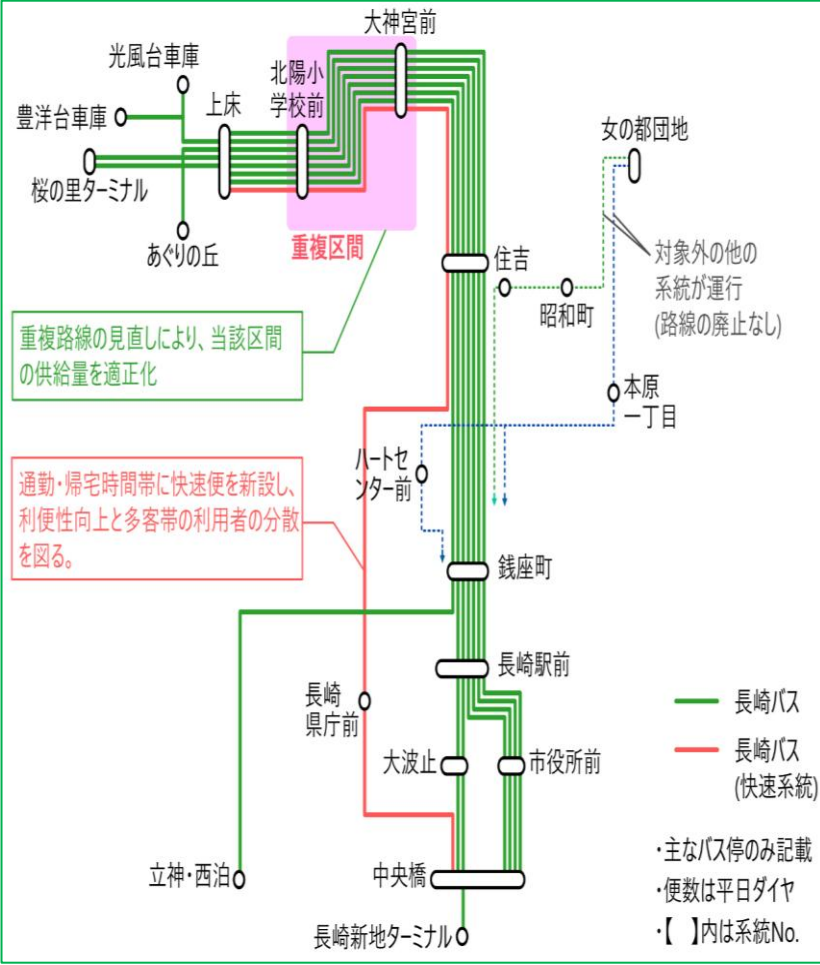 大神宮前
光風台車庫
北陽小
学校前
上床
豊洋台車庫
女の都団地
桜の里ターミナル
あぐりの丘
重複区間
住吉
対象外の他の
系統が運行
(路線の廃止なし)
昭和町
重複路線の見直しにより、当該区間
の供給量を適正化
本原
一丁目
ハートセ
ンター前
通勤・帰宅時間帯に快速便を新設し、
利便性向上と多客帯の利用者の分散
を図る。
銭座町
長崎駅前
長崎
県庁前
長崎バス
長崎バス
(快速系統)
大波止
市役所前
・主なバス停のみ記載
立神・西泊
中央橋
・便数は平日ダイヤ
・【　】内は系統No.
長崎新地ターミナル